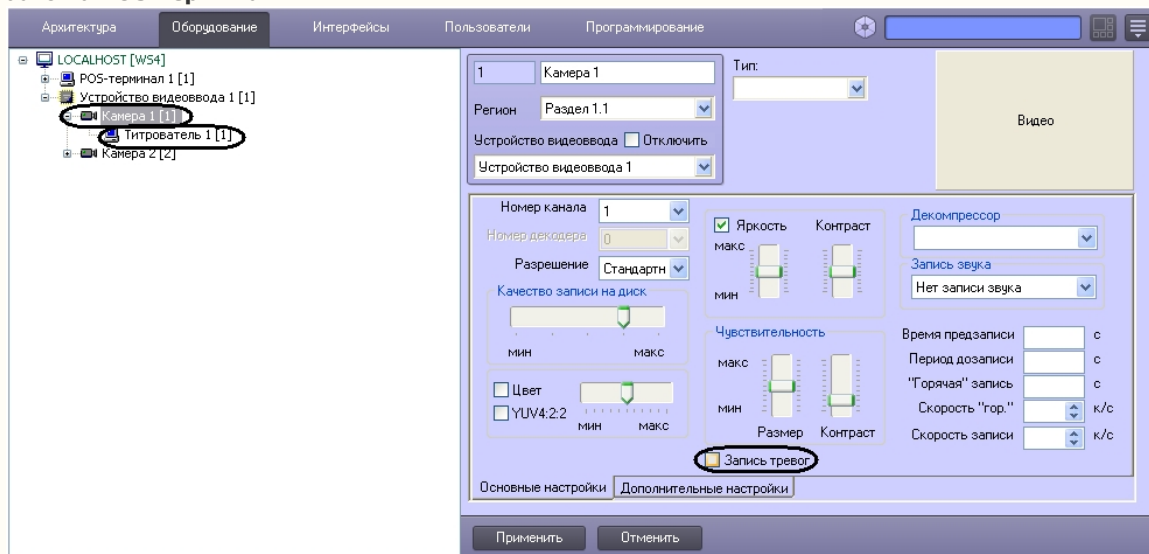 Архитектура Оборудование Интерфейсы Пользователи Программирование
LOCALHOST [WS4]
POS-терминал 1 [1]
Устройство видеоввода 1 [1]
Камера 1 [1]
Титрователь 1 [1]
Камера 2 [2]
1 Камера 1
Тип:
Регион Раздел 1.1
Устройство видеоввода Отключить
Устройство видеоввода 1
Видео
Номер канала 1
Номер декодера 0
Разрешение Стандартн
Качество записи на диск
мин макс
Цвет
YUV4:2:2
мин макс
Яркость Контраст
макс
мин
Чувствительность
макс
мин
Размер Контраст
Запись тревог
Декомпрессор
Запись звука
Нет записи звука
Время предзаписи с
Период дозаписи с
"Горячая" запись с
Скорость "гор." к/с
Скорость записи к/с
Основные настройки Дополнительные настройки
Применить Отменить